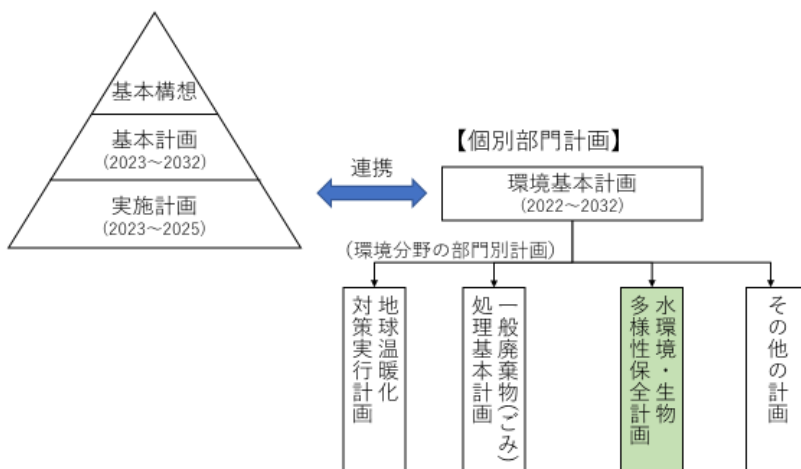 基本構想
基本計画
(2023～2032)
実施計画
(2023～2025)
連携
【個別部門計画】
環境基本計画
(2022～2032)
(環境分野の部門別計画)
地球温暖化
対策実行計画
一般廃棄物(ごみ)
処理基本計画
水環境・生物
多様性保全計画
その他の計画